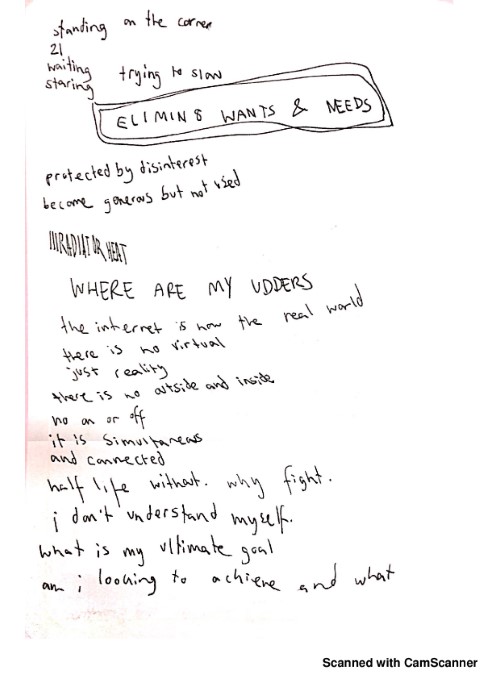 standing on the corner
21
waiting
staring trying to slow
ELIMIN8 WANTS & NEEDS
protected by disinterest
become generous but not used
WHERE ARE MY UDDERS
the internet is now the real world
there is no virtual
just reality
there is no outside and inside
no on or off
it is simultaneous
and connected
half life without. why fight.
i don't understand myself.
what is my ultimate goal
am i looking to achieve and what
Scanned with CamScanner